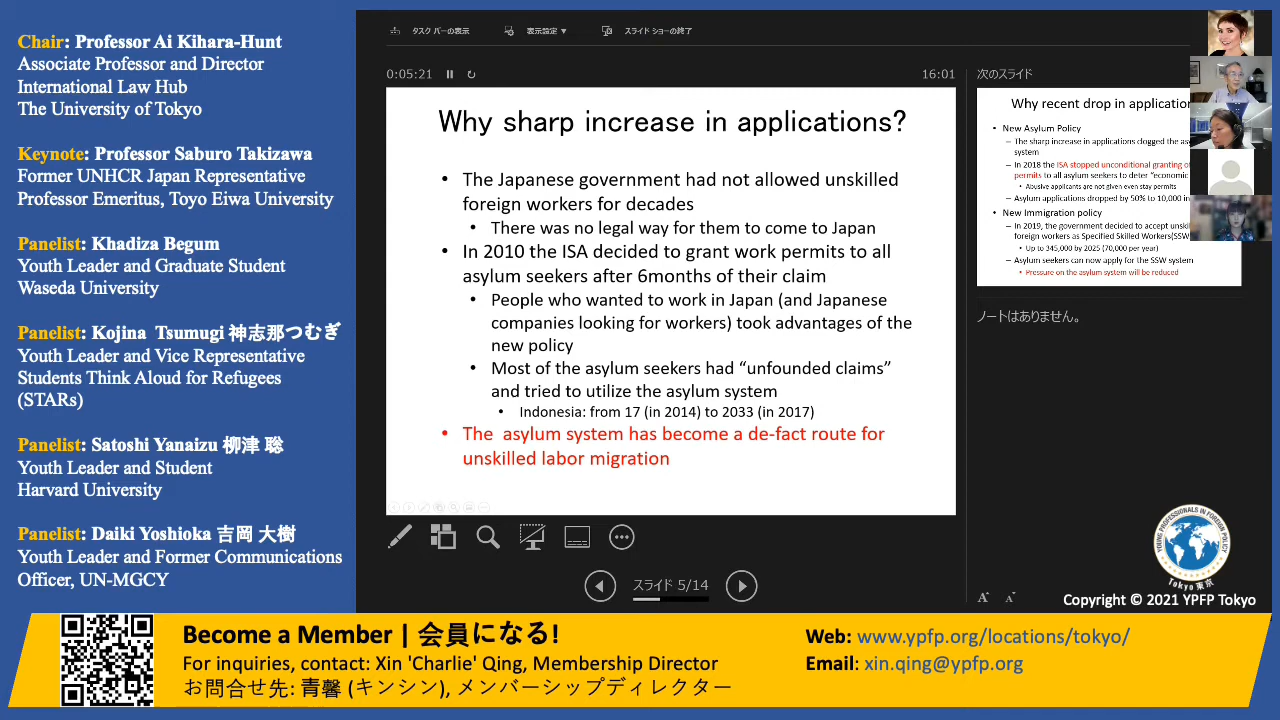 Chair: Professor Ai Kihara-Hunt
Associate Professor and Director
International Law Hub
The University of Tokyo
Keynote: Professor Saburo Takizawa
Former UNHCR Japan Representative
Professor Emeritus, Toyo Eiwa University
Panelist: Khadiza Begum
Youth Leader and Graduate Student
Waseda University
Panelist: Kojina Tsumugi 神志那つむぎ
Youth Leader and Vice Representative
Students Think Aloud for Refugees
(STARs)
Panelist: Satoshi Yanaizu 柳津 聡
Youth Leader and Student
Harvard University
Panelist: Daiki Yoshioka 吉岡 大樹
Youth Leader and Former Communications
Officer, UN-MGCY
タスク バーの表示
表示設定 ▼
スライド ショーの終了
0:05:21
16:01
Why sharp increase in applications?
• The Japanese government had not allowed unskilled
foreign workers for decades
• There was no legal way for them to come to Japan
• In 2010 the ISA decided to grant work permits to all
asylum seekers after 6months of their claim
• People who wanted to work in Japan (and Japanese
companies looking for workers) took advantages of the
new policy
• Most of the asylum seekers had “unfounded claims”
and tried to utilize the asylum system
• Indonesia: from 17 (in 2014) to 2033 (in 2017)
• The asylum system has become a de-fact route for
unskilled labor migration
スライド 5/14
次のスライド
Why recent drop in application
• New Asylum Policy
– The sharp increase in applications clogged the as
system
– In 2018 the ISA stopped unconditional granting of
permits to all asylum seekers to deter “economic
• Abusive applicants are not given even stay permits
– Asylum applications dropped by 50% to 10,000 in
• New Immigration policy
– In 2019, the government decided to accept unski
foreign workers as Specified Skilled Workers(SSW
• Up to 345,000 by 2025 (70,000 per year)
– Asylum seekers can now apply for the SSW system
• Pressure on the asylum system will be reduced
ノートはありません。
YOUNG PROFESSIONALS IN FOREIGN POLICY
Tokyo 東京
A A
Copyright © 2021 YPFP Tokyo
Become a Member | 会員になる!
For inquiries, contact: Xin 'Charlie' Qing, Membership Director
お問合せ先: 青馨 (キンシン), メンバーシップディレクター
Web: www.ypfp.org/locations/tokyo/
Email: xin.qing@ypfp.org